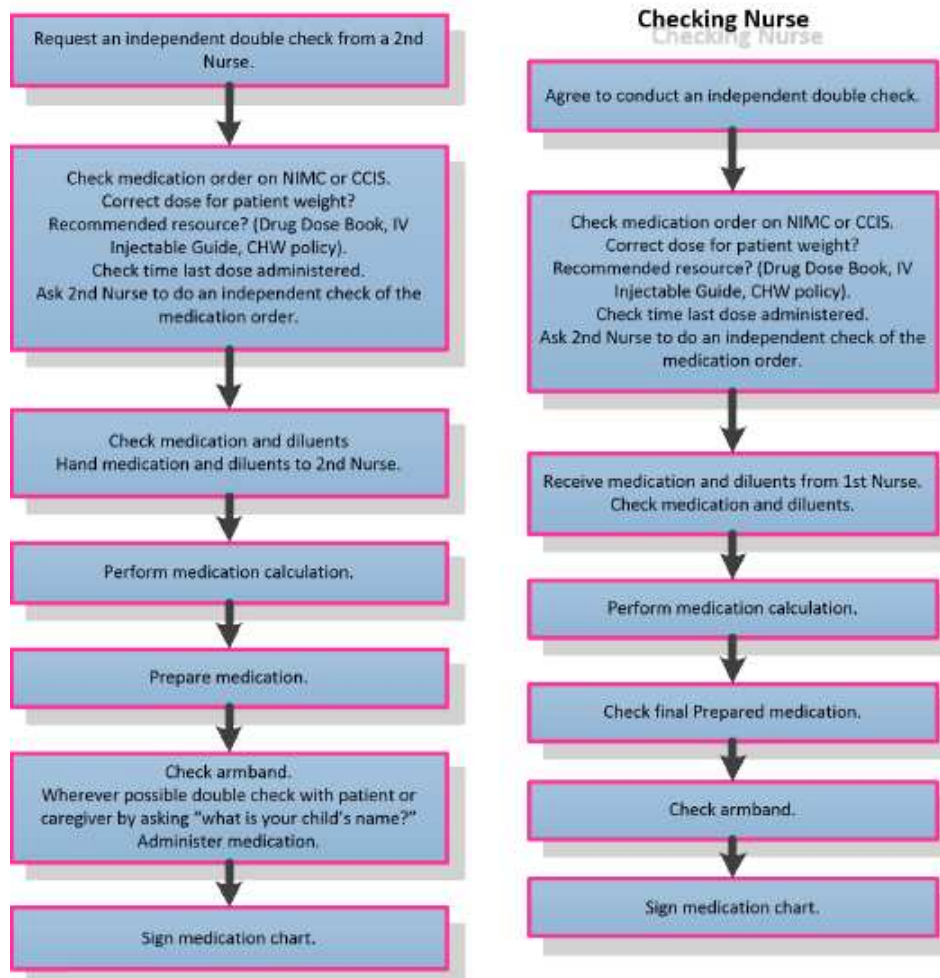 Request an independent double check from a 2nd
Nurse.
Check medication order on NIMC or CCIS.
Correct dose for patient weight?
Recommended resource? (Drug Dose Book, IV
Injectable Guide, CHW policy).
Check time last dose administered.
Ask 2nd Nurse to do an independent check of the
medication order.
Check medication and diluents
Hand medication and diluents to 2nd Nurse.
Perform medication calculation.
Prepare medication.
Check armband.
Wherever possible double check with patient or
caregiver by asking "what is your child's name?"
Administer medication.
Sign medication chart.
Checking Nurse
Agree to conduct an independent double check.
Check medication order on NIMC or CCIS.
Correct dose for patient weight?
Recommended resource? (Drug Dose Book, IV
Injectable Guide, CHW policy).
Check time last dose administered.
Ask 2nd Nurse to do an independent check of the
medication order.
Receive medication and diluents from 1st Nurse.
Check medication and diluents.
Perform medication calculation.
Check final Prepared medication.
Check armband.
Sign medication chart.